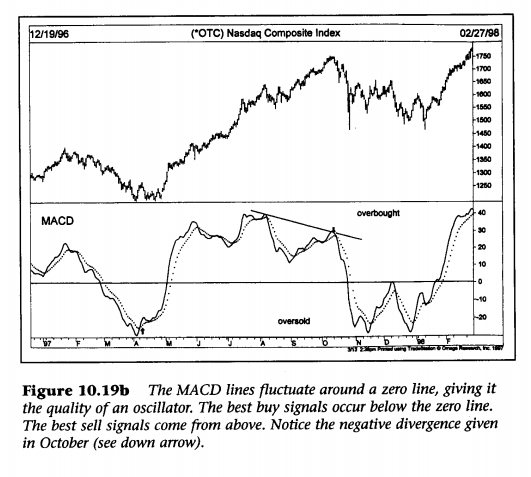 12/19/96 (*OTC) Nasdaq Composite Index 02/27/98
1750
1700
1650
1600
1550
1500
1450
1400
1350
1300
1250
MACD
overbought
40
30
20
10
0
-10
-20
oversold
'97 F M A M J J A S O N D 98 F
3/13 2:36pm Printed using TradeStation © Omega Research, Inc. 1997
Figure 10.19b The MACD lines fluctuate around a zero line, giving it
the quality of an oscillator. The best buy signals occur below the zero line.
The best sell signals come from above. Notice the negative divergence given
in October (see down arrow).